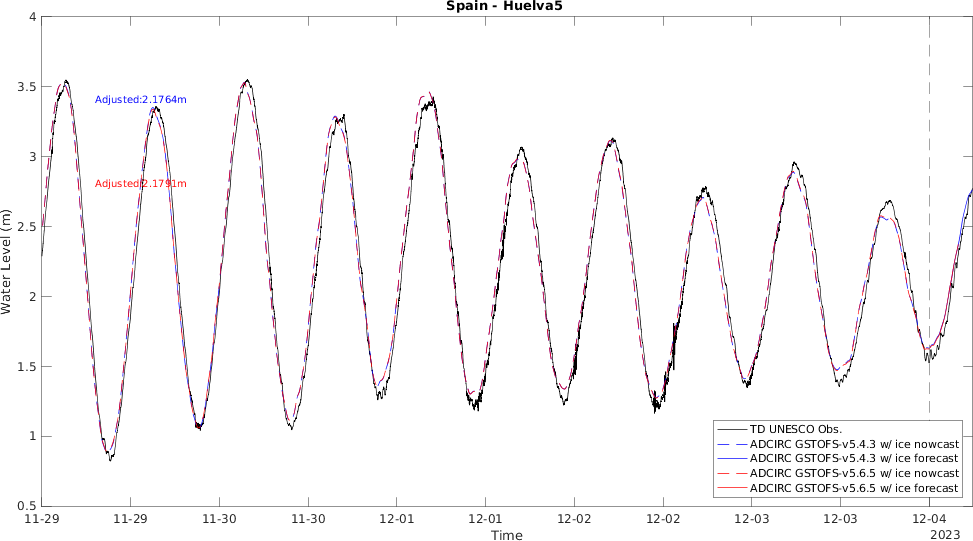 Spain - Huelva5
4
3.5
3
2.5
2
1.5
1
0.5
Water Level (m)
Adjusted:2.1764m
Adjusted:2.1791m
TD UNESCO Obs.
ADCIRC GSTOFS-v5.4.3 w/ ice nowcast
ADCIRC GSTOFS-v5.4.3 w/ ice forecast
ADCIRC GSTOFS-v5.6.5 w/ ice nowcast
ADCIRC GSTOFS-v5.6.5 w/ ice forecast
11-29 11-29 11-30 11-30 12-01 12-01 12-02 12-02 12-03 12-03 12-04
Time
2023